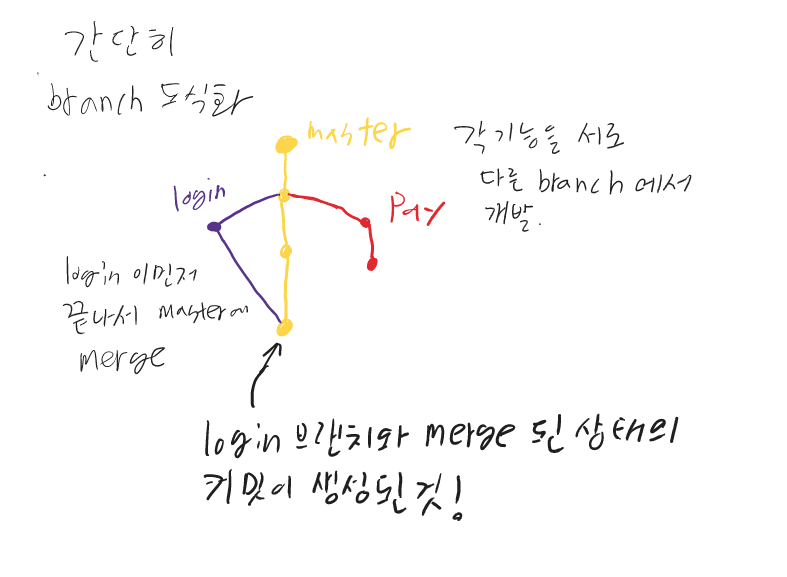 간단히
branch 도식화
master
각 기능을 서로
다른 branch 에서
개발.
login
Pay
login 이 먼저
끝나서 master에
merge
login 브랜치와 merge 된 상태의
커밋이 생성된 것!